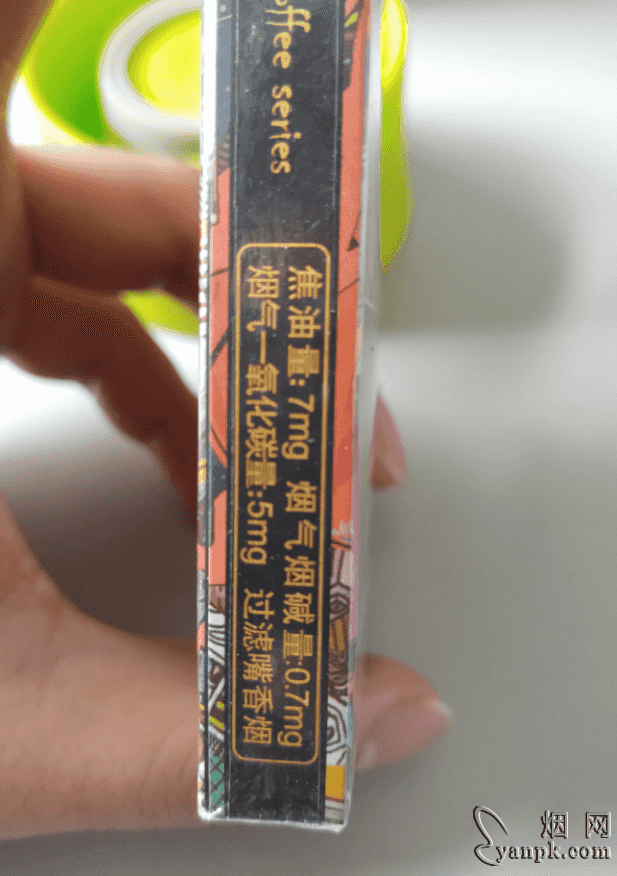 offee series
焦油量: 7mg 烟气烟碱量:0.7mg
烟气一氧化碳量:5mg 过滤嘴香烟
烟网
yanpk.com